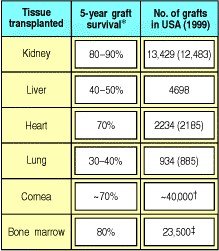 Tissue transplanted 5-year graft survival* No. of grafts in USA (1999)
Kidney 80–90% 13,429 (12,483)
Liver 40–50% 4698
Heart 70% 2234 (2185)
Lung 30–40% 934 (885)
Cornea ~70% ~40,000†
Bone marrow 80% 23,500‡